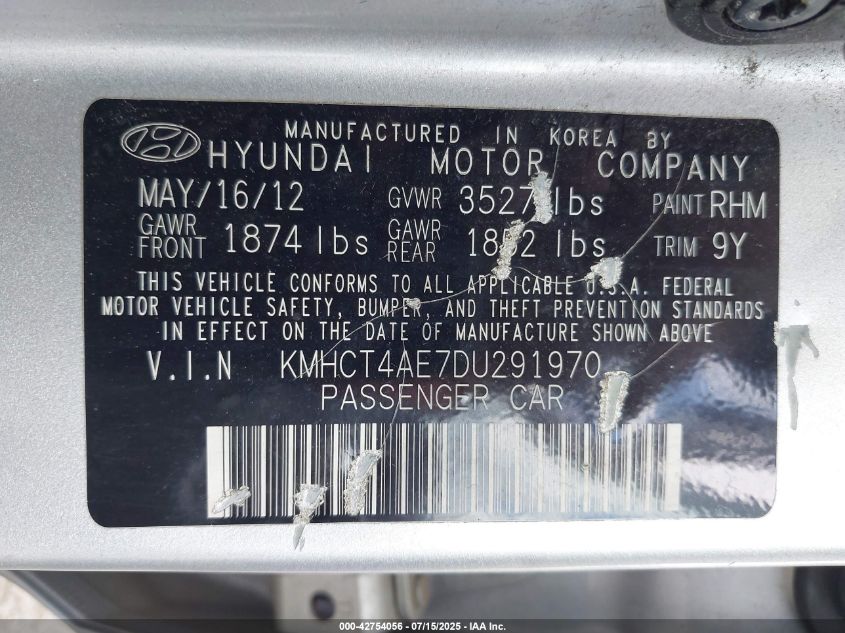 MANUFACTURED IN KOREA BY
HYUNDAI MOTOR COMPANY
MAY/16/12 GVWR 3527 lbs PAINT RHM
GAWR FRONT 1874 lbs GAWR REAR lbs TRIM 9Y
THIS VEHICLE CONFORMS TO ALL APPLICABLE U.S.A. FEDERAL
MOTOR VEHICLE SAFETY, BUMPER, AND THEFT PREVENTION STANDARDS
IN EFFECT ON THE DATE OF MANUFACTURE SHOWN ABOVE
V.I.N KMHCT4AE7DU291970
PASSENGER CAR
000-42754056 - 07/15/2025 - IAA Inc.